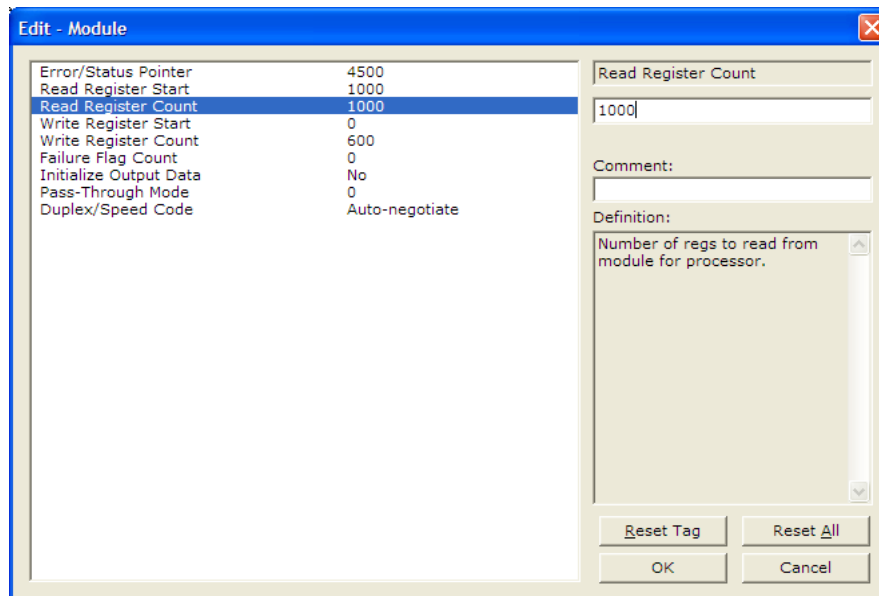 Edit - Module
Error/Status Pointer 4500
Read Register Start 1000
Read Register Count 1000
Write Register Start 0
Write Register Count 600
Failure Flag Count 0
Initialize Output Data No
Pass-Through Mode 0
Duplex/Speed Code Auto-negotiate
Read Register Count
1000
Comment:
Definition:
Number of regs to read from
module for processor.
Reset Tag Reset All
OK Cancel